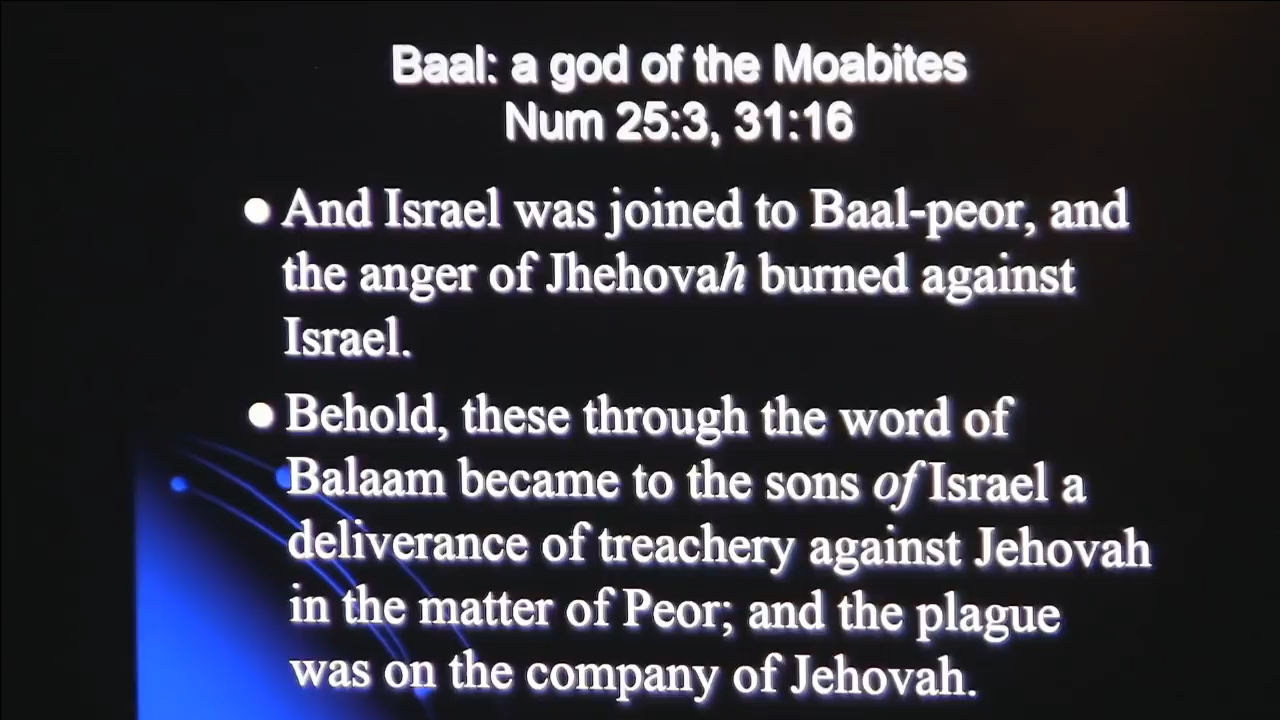 Baal: a god of the Moabites
Num 25:3, 31:16
● And Israel was joined to Baal-peor, and
the anger of Jhehovah burned against
Israel.
● Behold, these through the word of
Balaam became to the sons of Israel a
deliverance of treachery against Jehovah
in the matter of Peor; and the plague
was on the company of Jehovah.